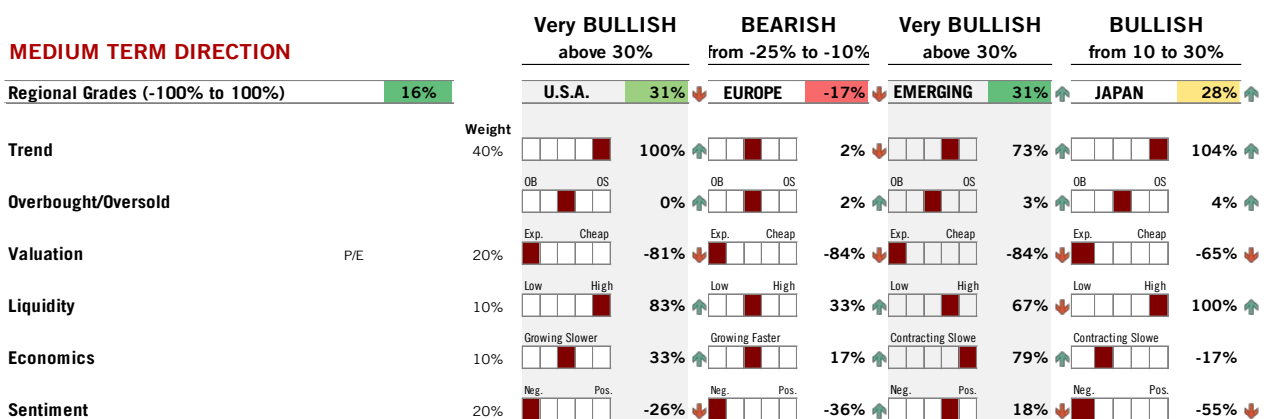 Very BULLISH BEARISH Very BULLISH BULLISH
MEDIUM TERM DIRECTION above 30% from -25% to -10% above 30% from 10 to 30%
Regional Grades (-100% to 100%) 16% U.S.A. 31% EUROPE -17% EMERGING 31% JAPAN 28%
Weight
Trend 40% 100% 2% 73% 104%
OB OS OB OS OB OS OB OS
Overbought/Oversold 0% 2% 3% 4%
Exp. Cheap Exp. Cheap Exp. Cheap Exp. Cheap
Valuation P/E 20% -81% -84% -84% -65%
Low High Low High Low High Low High
Liquidity 10% 83% 33% 67% 100%
Growing Slower Growing Faster Contracting Slowe Contracting Slowe
Economics 10% 33% 17% 79% -17%
Neg. Pos. Neg. Pos. Neg. Pos. Neg. Pos.
Sentiment 20% -26% -36% 18% -55%